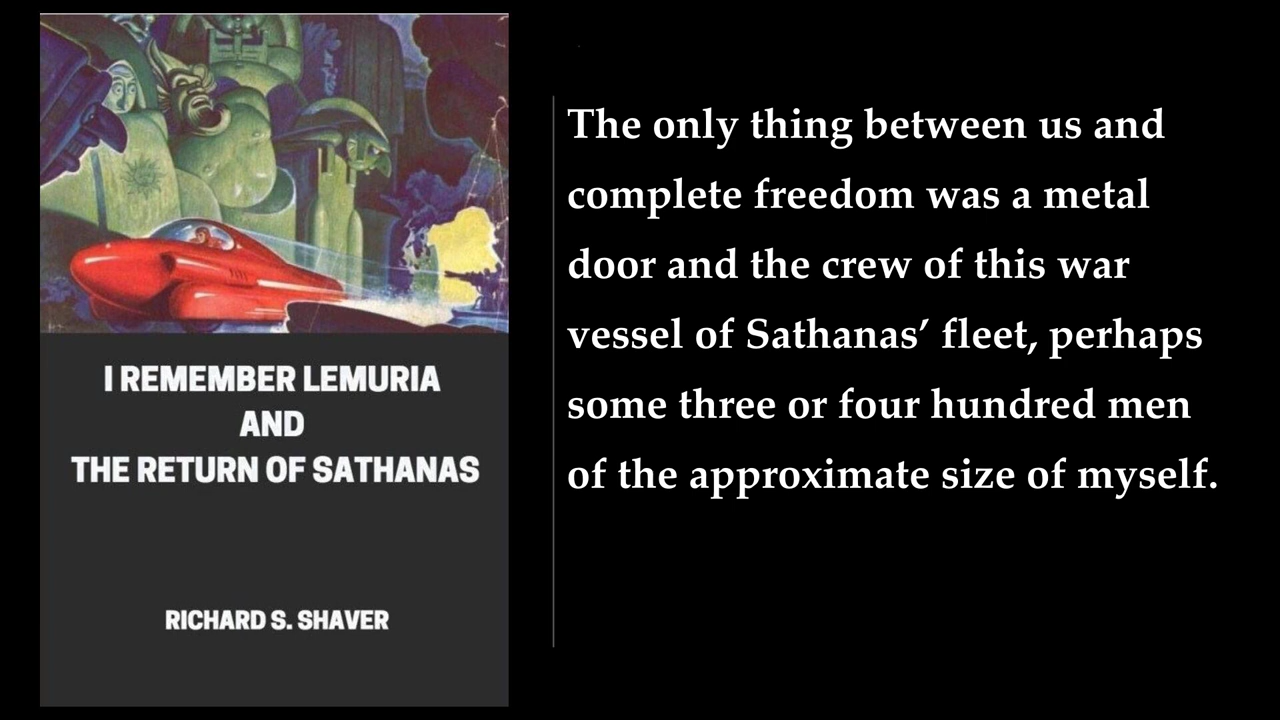 I REMEMBER LEMURIA
AND
THE RETURN OF SATHANAS
RICHARD S. SHAVER
The only thing between us and
complete freedom was a metal
door and the crew of this war
vessel of Sathanas’ fleet, perhaps
some three or four hundred men
of the approximate size of myself.